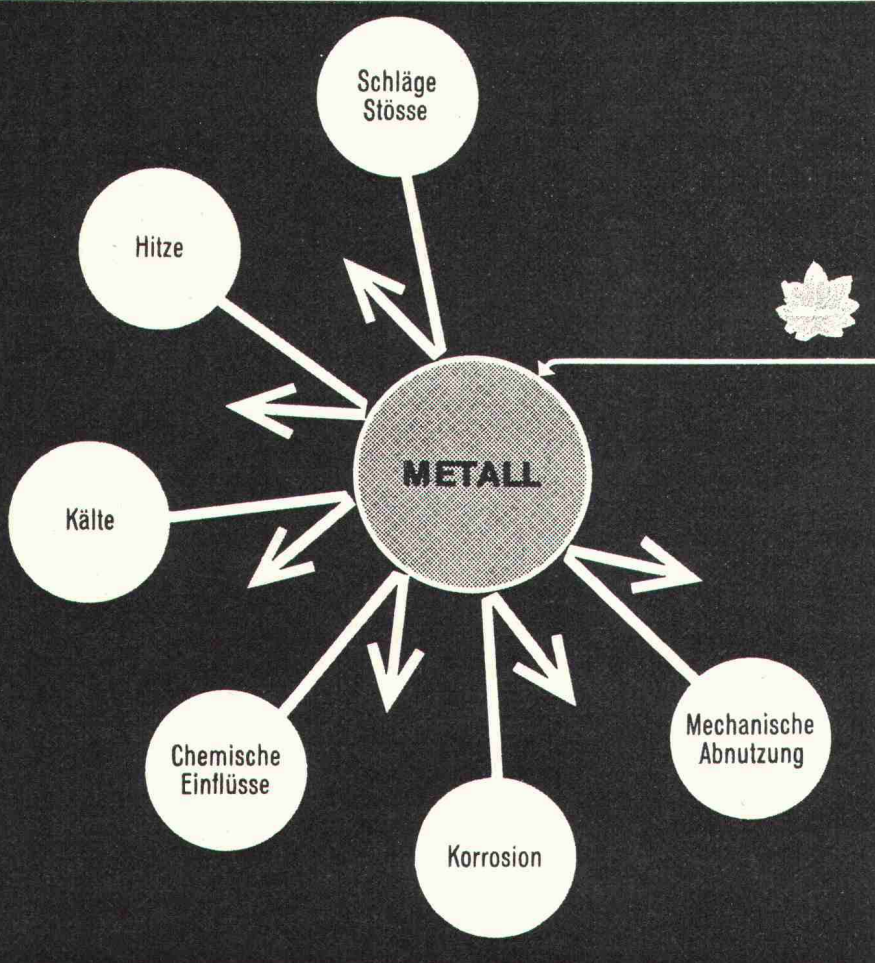 Schläge
Stösse
Hitze
METALL
Kälte
Mechanische
Abnutzung
Chemische
Einflüsse
Korrosion